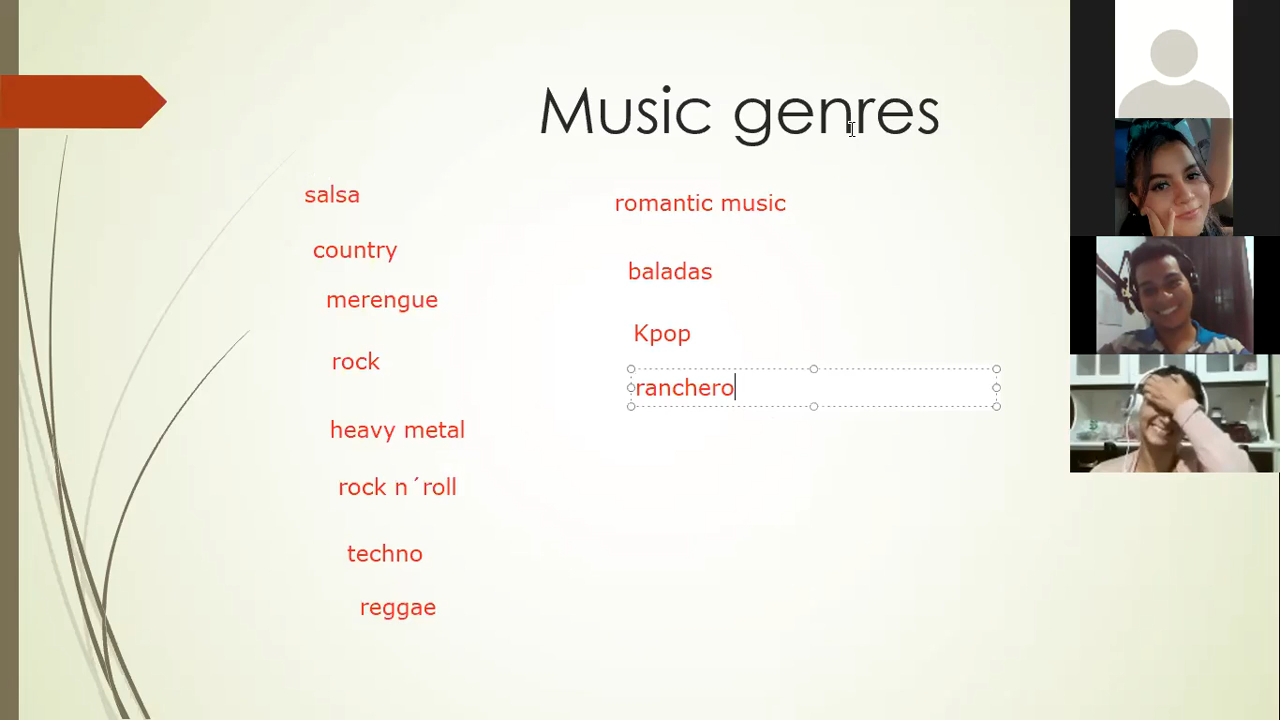 Music genres
salsa
country
merengue
rock
heavy metal
rock n´roll
techno
reggae
romantic music
baladas
Kpop
ranchero